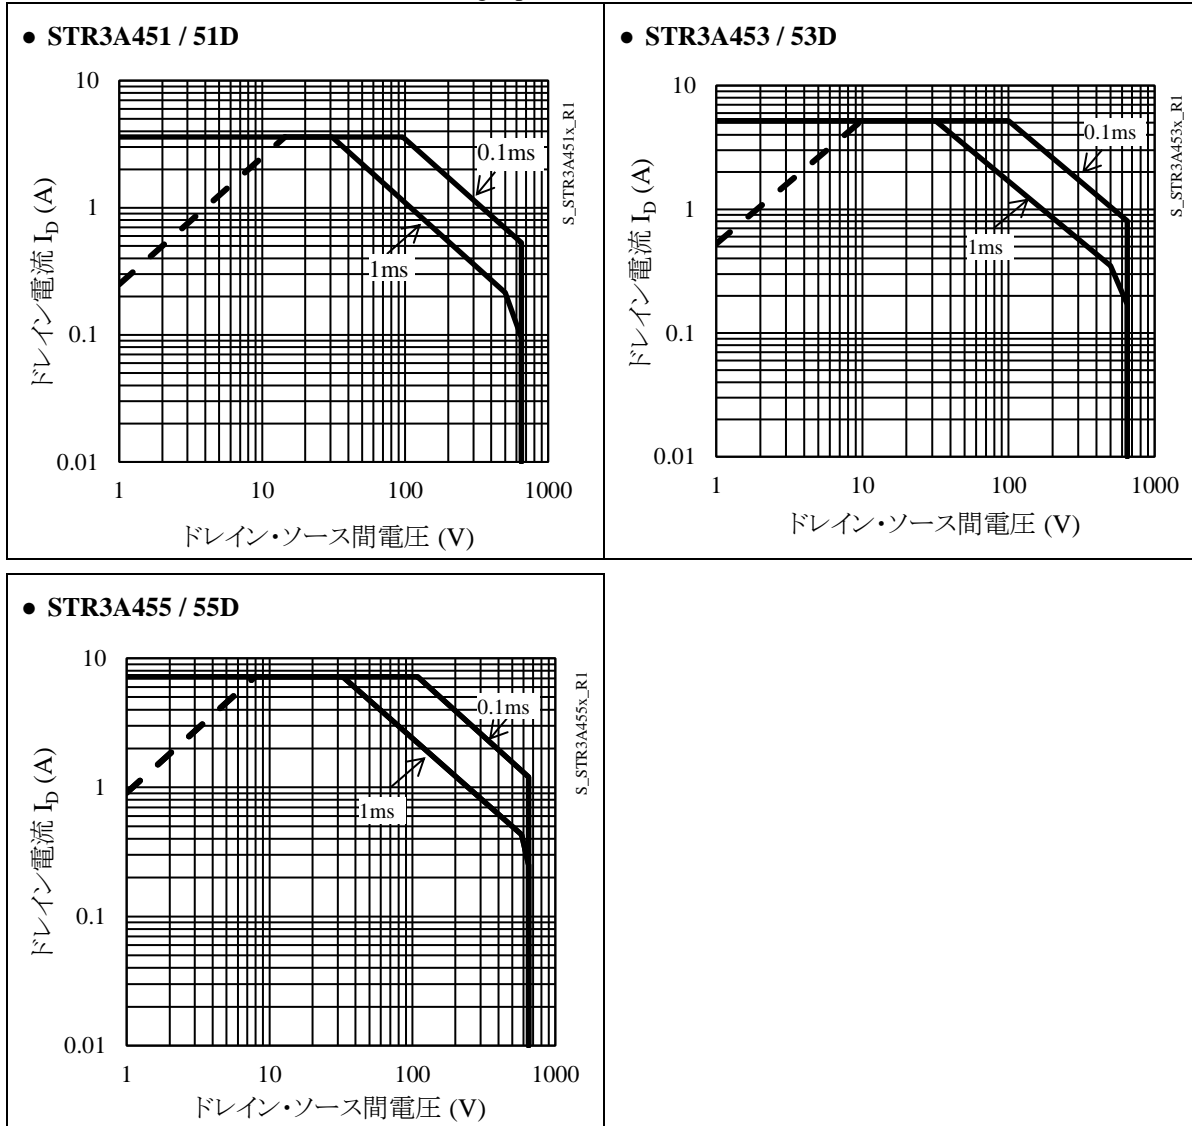 ● STR3A451 / 51D
10
1
0.1
0.01
ドレイン電流 I_D (A)
0.1ms
1ms
S_STR3A451x_R1
1 10 100 1000
ドレイン・ソース間電圧 (V)
● STR3A453 / 53D
10
1
0.1
0.01
ドレイン電流 I_D (A)
0.1ms
1ms
S_STR3A453x_R1
1 10 100 1000
ドレイン・ソース間電圧 (V)
● STR3A455 / 55D
10
1
0.1
0.01
ドレイン電流 I_D (A)
0.1ms
1ms
S_STR3A455x_R1
1 10 100 1000
ドレイン・ソース間電圧 (V)